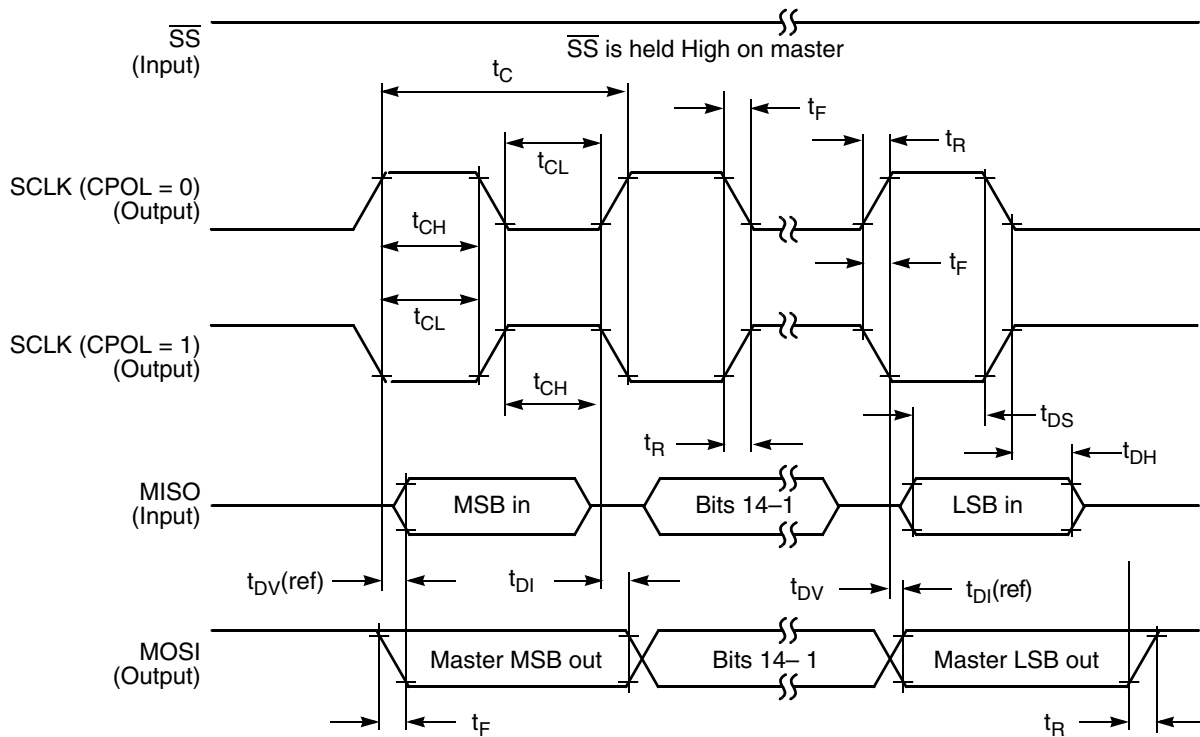 SS
(Input)
SS is held High on master
tC
tF
tR
tCL
SCLK (CPOL = 0)
(Output)
tCH
tF
tCL
SCLK (CPOL = 1)
(Output)
tCH
tDS
tR
tDH
MISO
(Input)
MSB in
Bits 14–1
LSB in
tDV(ref)
tDI
tDV
tDI(ref)
MOSI
(Output)
Master MSB out
Bits 14– 1
Master LSB out
tF
tR